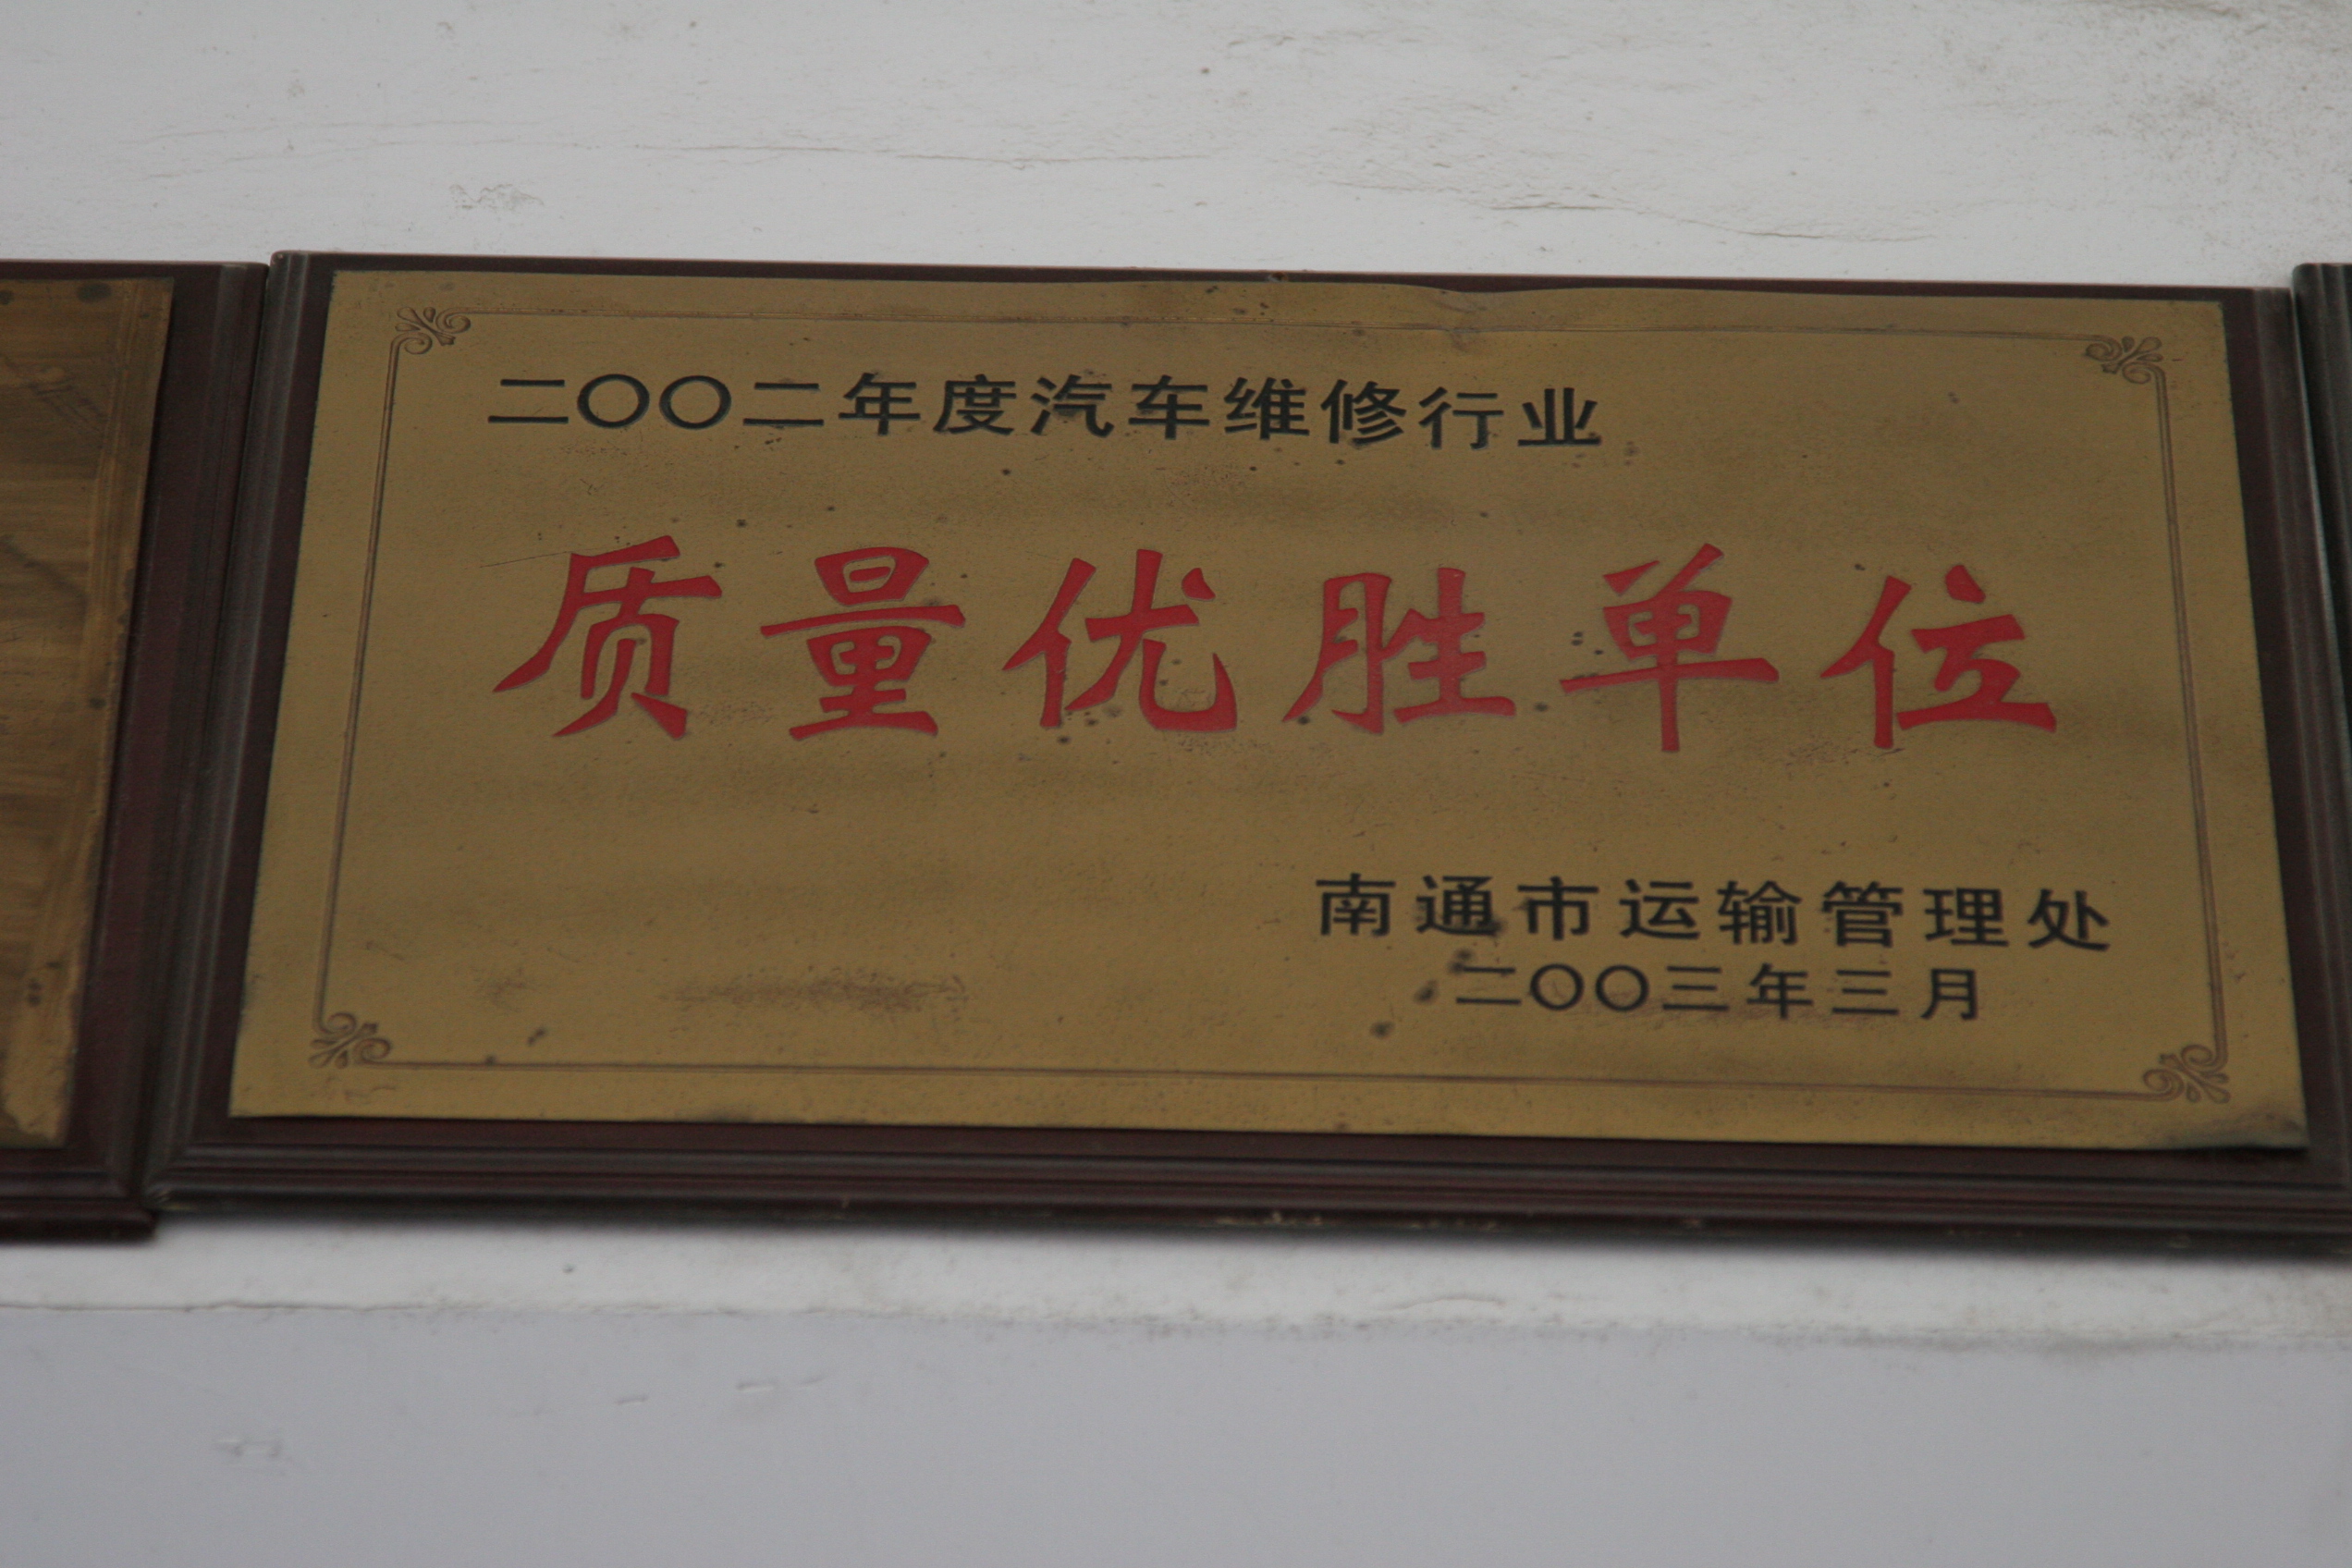 二〇〇二年度汽车维修行业
质量优胜单位
南通市运输管理处
二〇〇三年三月